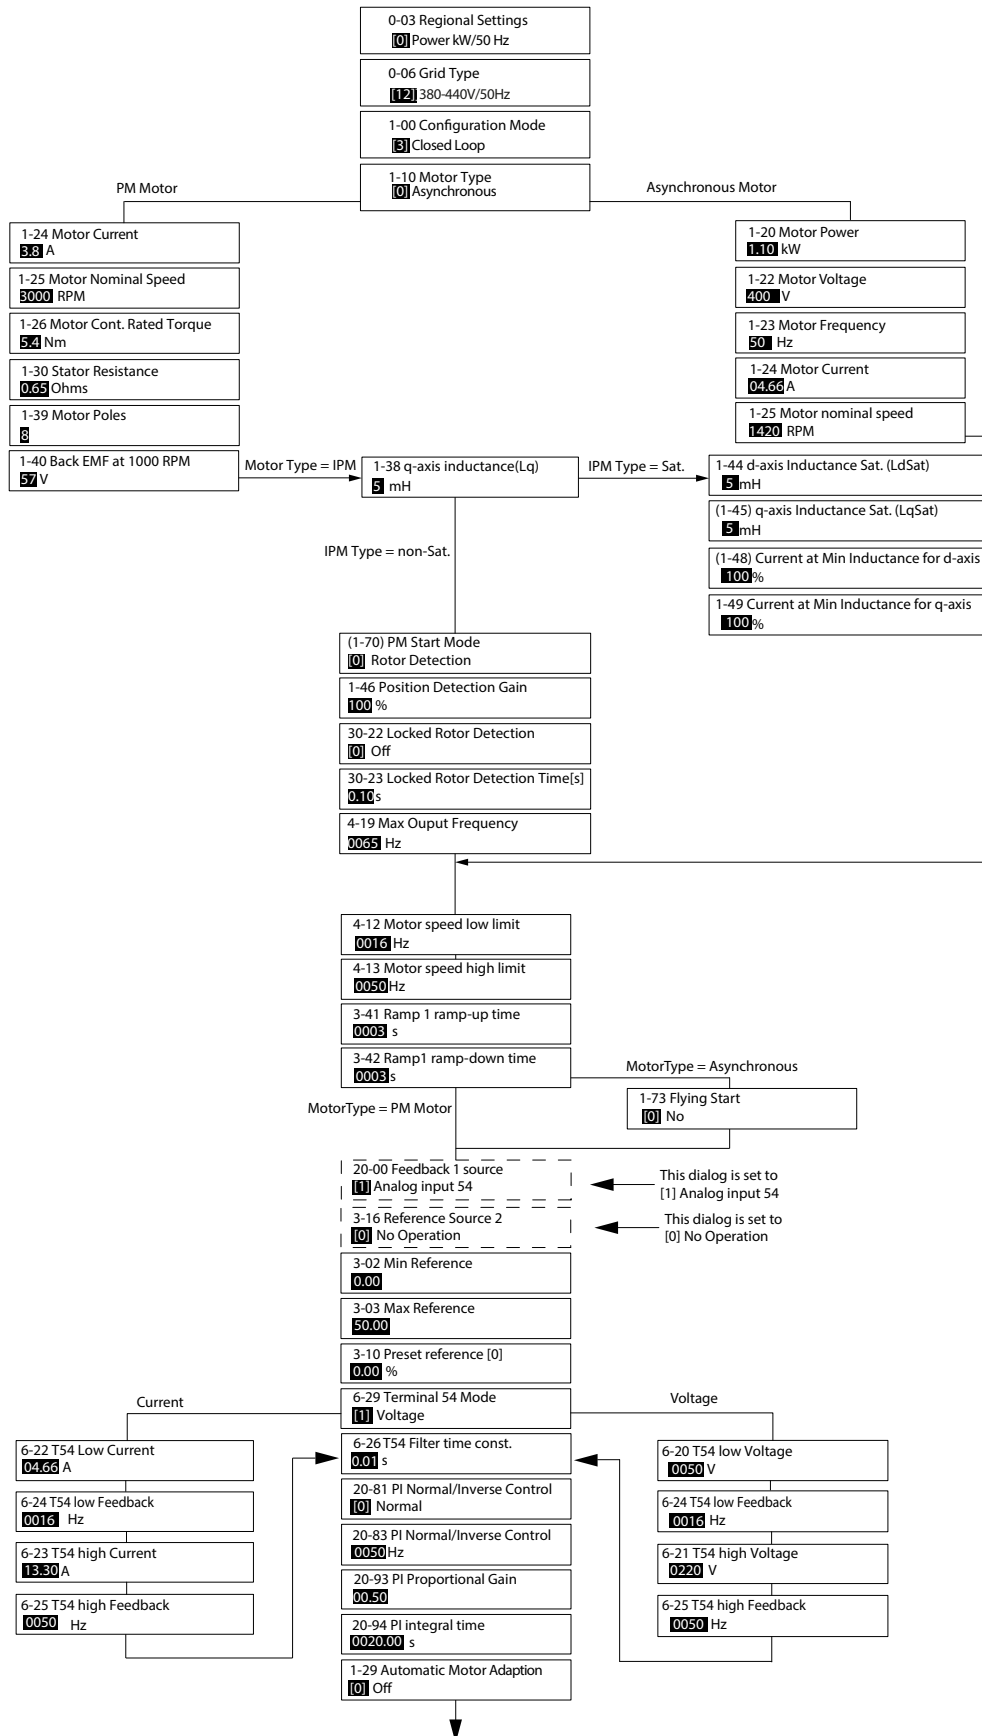 0-03 Regional Settings
[0] Power kW/50 Hz
0-06 Grid Type
[12] 380-440V/50Hz
1-00 Configuration Mode
[3] Closed Loop
1-10 Motor Type
[0] Asynchronous
PM Motor
Asynchronous Motor
1-24 Motor Current
3.8 A
1-25 Motor Nominal Speed
3000 RPM
1-26 Motor Cont. Rated Torque
5.4 Nm
1-30 Stator Resistance
0.65 Ohms
1-39 Motor Poles
8
1-40 Back EMF at 1000 RPM
57 V
1-20 Motor Power
1.10 kW
1-22 Motor Voltage
400 V
1-23 Motor Frequency
50 Hz
1-24 Motor Current
04.66 A
1-25 Motor nominal speed
1420 RPM
Motor Type = IPM
1-38 q-axis inductance(Lq)
5 mH
IPM Type = Sat.
1-44 d-axis Inductance Sat. (LdSat)
5 mH
(1-45) q-axis Inductance Sat. (LqSat)
5 mH
(1-48) Current at Min Inductance for d-axis
100 %
1-49 Current at Min Inductance for q-axis
100 %
IPM Type = non-Sat.
(1-70) PM Start Mode
[0] Rotor Detection
1-46 Position Detection Gain
100 %
30-22 Locked Rotor Detection
[0] Off
30-23 Locked Rotor Detection Time[s]
0.10 s
4-19 Max Ouput Frequency
0065 Hz
4-12 Motor speed low limit
0016 Hz
4-13 Motor speed high limit
0050 Hz
3-41 Ramp 1 ramp-up time
0003 s
3-42 Ramp1 ramp-down time
0003 s
MotorType = Asynchronous
1-73 Flying Start
[0] No
MotorType = PM Motor
20-00 Feedback 1 source
[1] Analog input 54
This dialog is set to
[1] Analog input 54
3-16 Reference Source 2
[0] No Operation
This dialog is set to
[0] No Operation
3-02 Min Reference
0.00
3-03 Max Reference
50.00
3-10 Preset reference [0]
0.00 %
6-29 Terminal 54 Mode
[1] Voltage
Current
Voltage
6-22 T54 Low Current
04.66 A
6-24 T54 low Feedback
0016 Hz
6-23 T54 high Current
13.30 A
6-25 T54 high Feedback
0050 Hz
6-26 T54 Filter time const.
0.01 s
20-81 PI Normal/Inverse Control
[0] Normal
20-83 PI Normal/Inverse Control
0050 Hz
20-93 PI Proportional Gain
00.50
20-94 PI integral time
0020.00 s
1-29 Automatic Motor Adaption
[0] Off
6-20 T54 low Voltage
0050 V
6-24 T54 low Feedback
0016 Hz
6-21 T54 high Voltage
0220 V
6-25 T54 high Feedback
0050 Hz